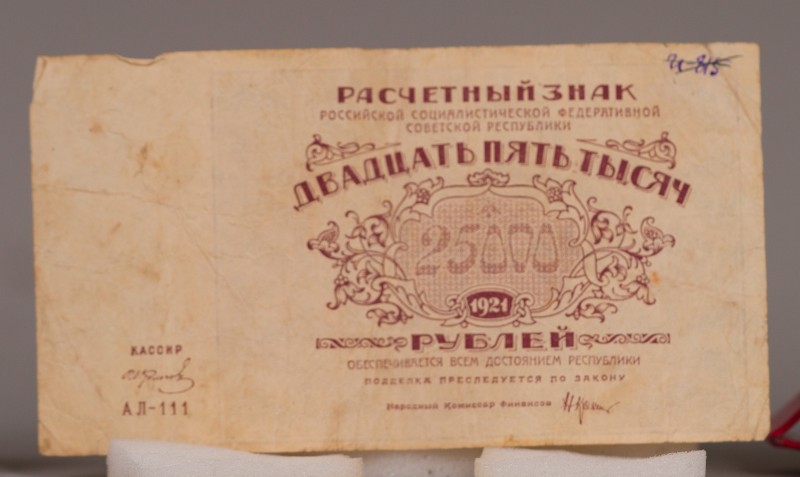 РАСЧЕТНЫЙ ЗНАК
РОССИЙСКОЙ СОЦИАЛИСТИЧЕСКОЙ ФЕДЕРАТИВНОЙ
СОВЕТСКОЙ РЕСПУБЛИКИ
ДВАДЦАТЬ ПЯТЬ ТЫСЯЧ
25000
1921
РУБЛЕЙ
ОБЕСПЕЧИВАЕТСЯ ВСЕМ ДОСТОЯНИЕМ РЕСПУБЛИКИ
ПОДДЕЛКА ПРЕСЛЕДУЕТСЯ ПО ЗАКОНУ
Народный Комиссар Финансов
КАССИР
АЛ-111